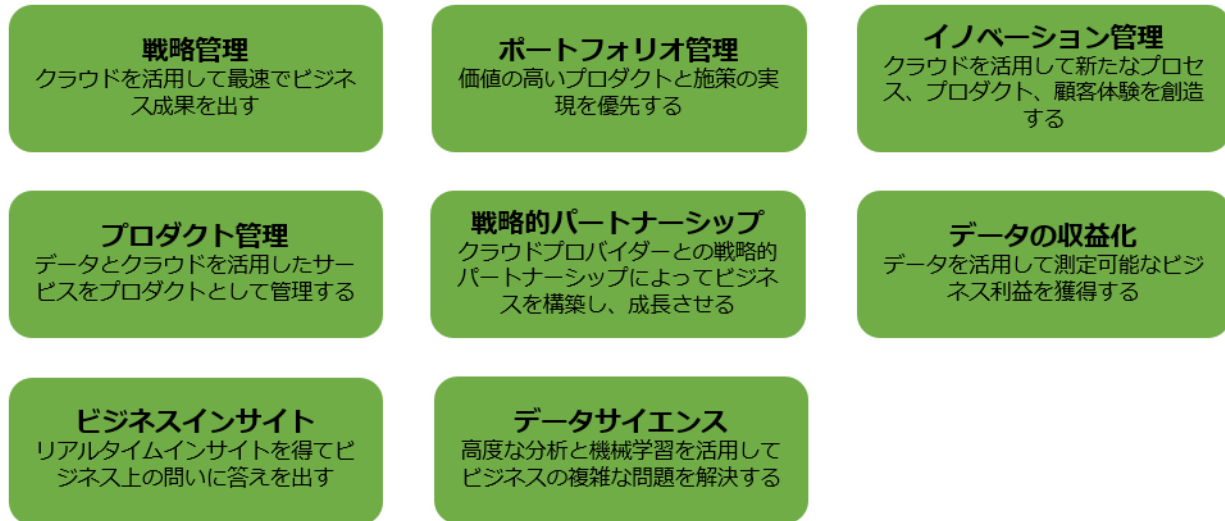 戦略管理
クラウドを活用して最速でビジネ
ス成果を出す
ポートフォリオ管理
価値の高いプロダクトと施策の実
現を優先する
イノベーション管理
クラウドを活用して新たなプロセ
ス、プロダクト、顧客体験を創造
する
プロダクト管理
データとクラウドを活用したサー
ビスをプロダクトとして管理する
戦略的パートナーシップ
クラウドプロバイダーとの戦略的
パートナーシップによってビジネ
スを構築し、成長させる
データの収益化
データを活用して測定可能なビジ
ネス利益を獲得する
ビジネスインサイト
リアルタイムインサイトを得てビ
ジネス上の問いに答えを出す
データサイエンス
高度な分析と機械学習を活用して
ビジネスの複雑な問題を解決する